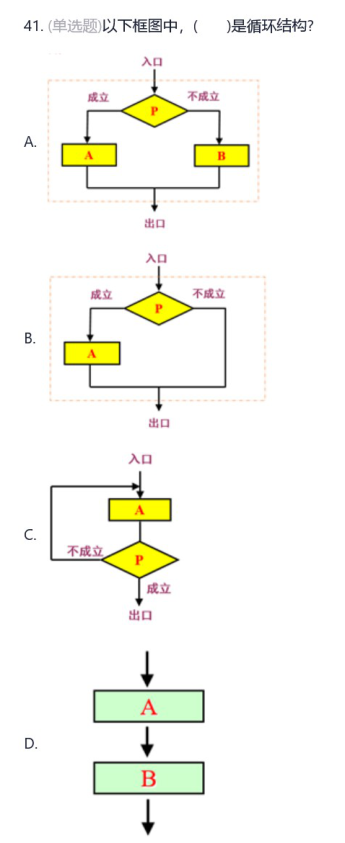 41. (单选题)以下框图中，(      )是循环结构?
入口
成立
不成立
P
A.
A
B
出口
入口
成立
不成立
P
B.
A
出口
入口
A
C.
不成立
P
成立
出口
A
D.
B